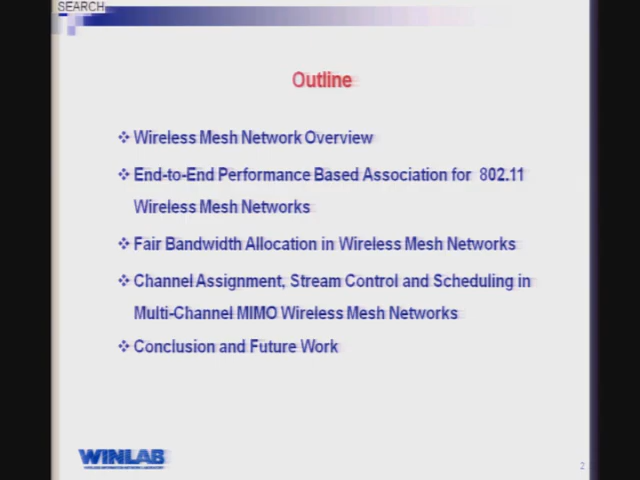 SEARCH
Outline
❖ Wireless Mesh Network Overview
❖ End-to-End Performance Based Association for 802.11
Wireless Mesh Networks
❖ Fair Bandwidth Allocation in Wireless Mesh Networks
❖ Channel Assignment, Stream Control and Scheduling in
Multi-Channel MIMO Wireless Mesh Networks
❖ Conclusion and Future Work
WINLAB
2